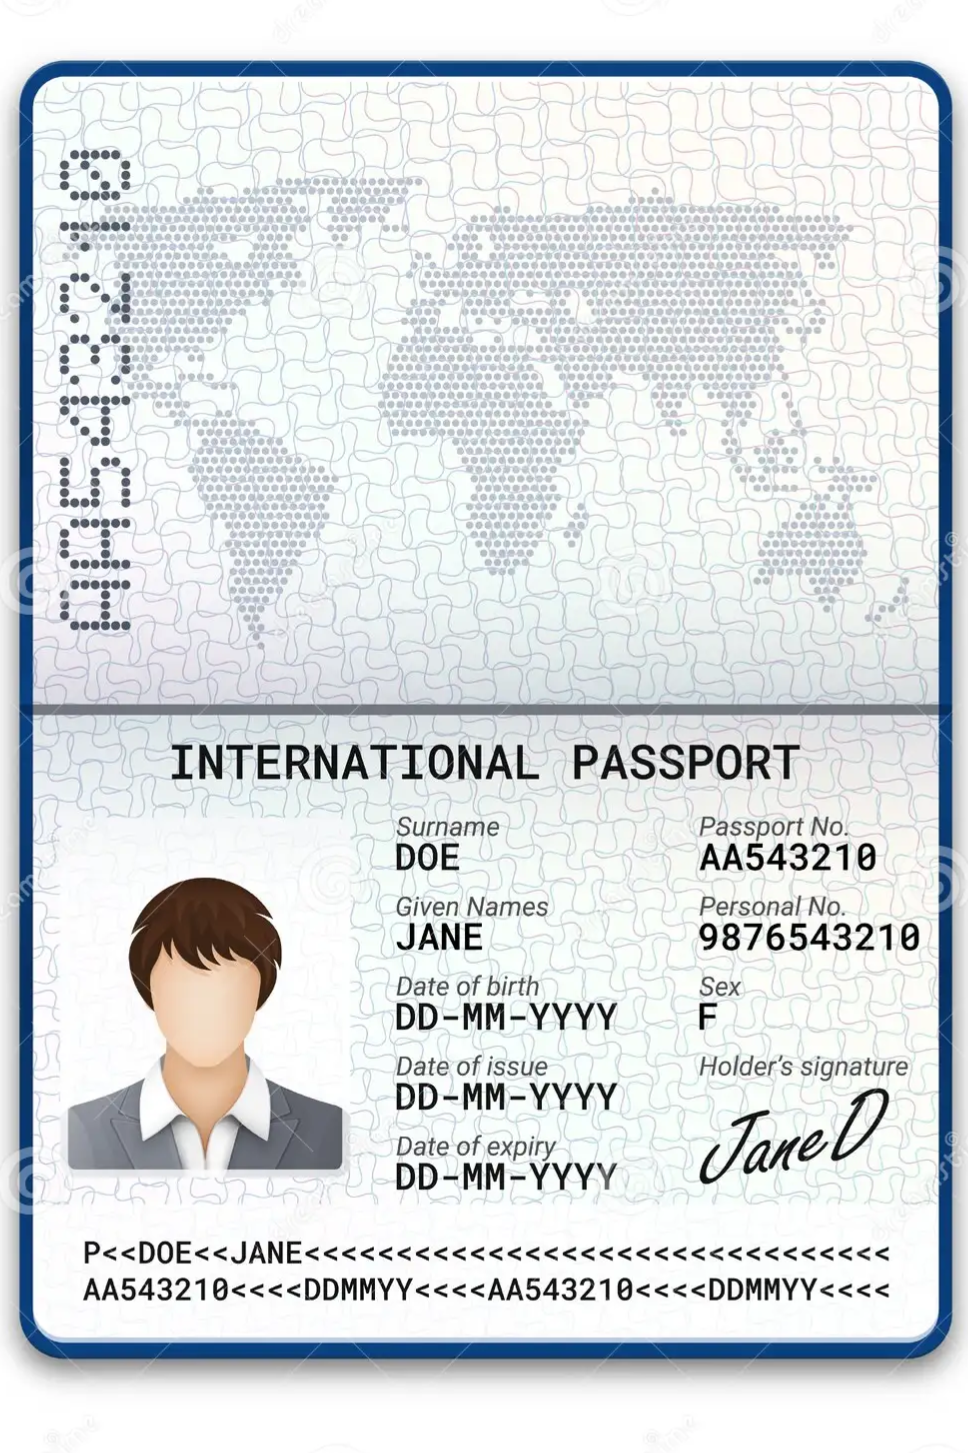 AA543210
INTERNATIONAL PASSPORT
Surname
DOE
Passport No.
AA543210
Given Names
JANE
Personal No.
9876543210
Date of birth
DD-MM-YYYY
Sex
F
Date of issue
DD-MM-YYYY
Holder's signature
Jane D
Date of expiry
DD-MM-YYYY
P<<DOE<<JANE<<<<<<<<<<<<<<<<<<<<<<<<<<<<<<<<
AA543210<<<<DDMMYY<<<<AA543210<<<<DDMMYY<<<<